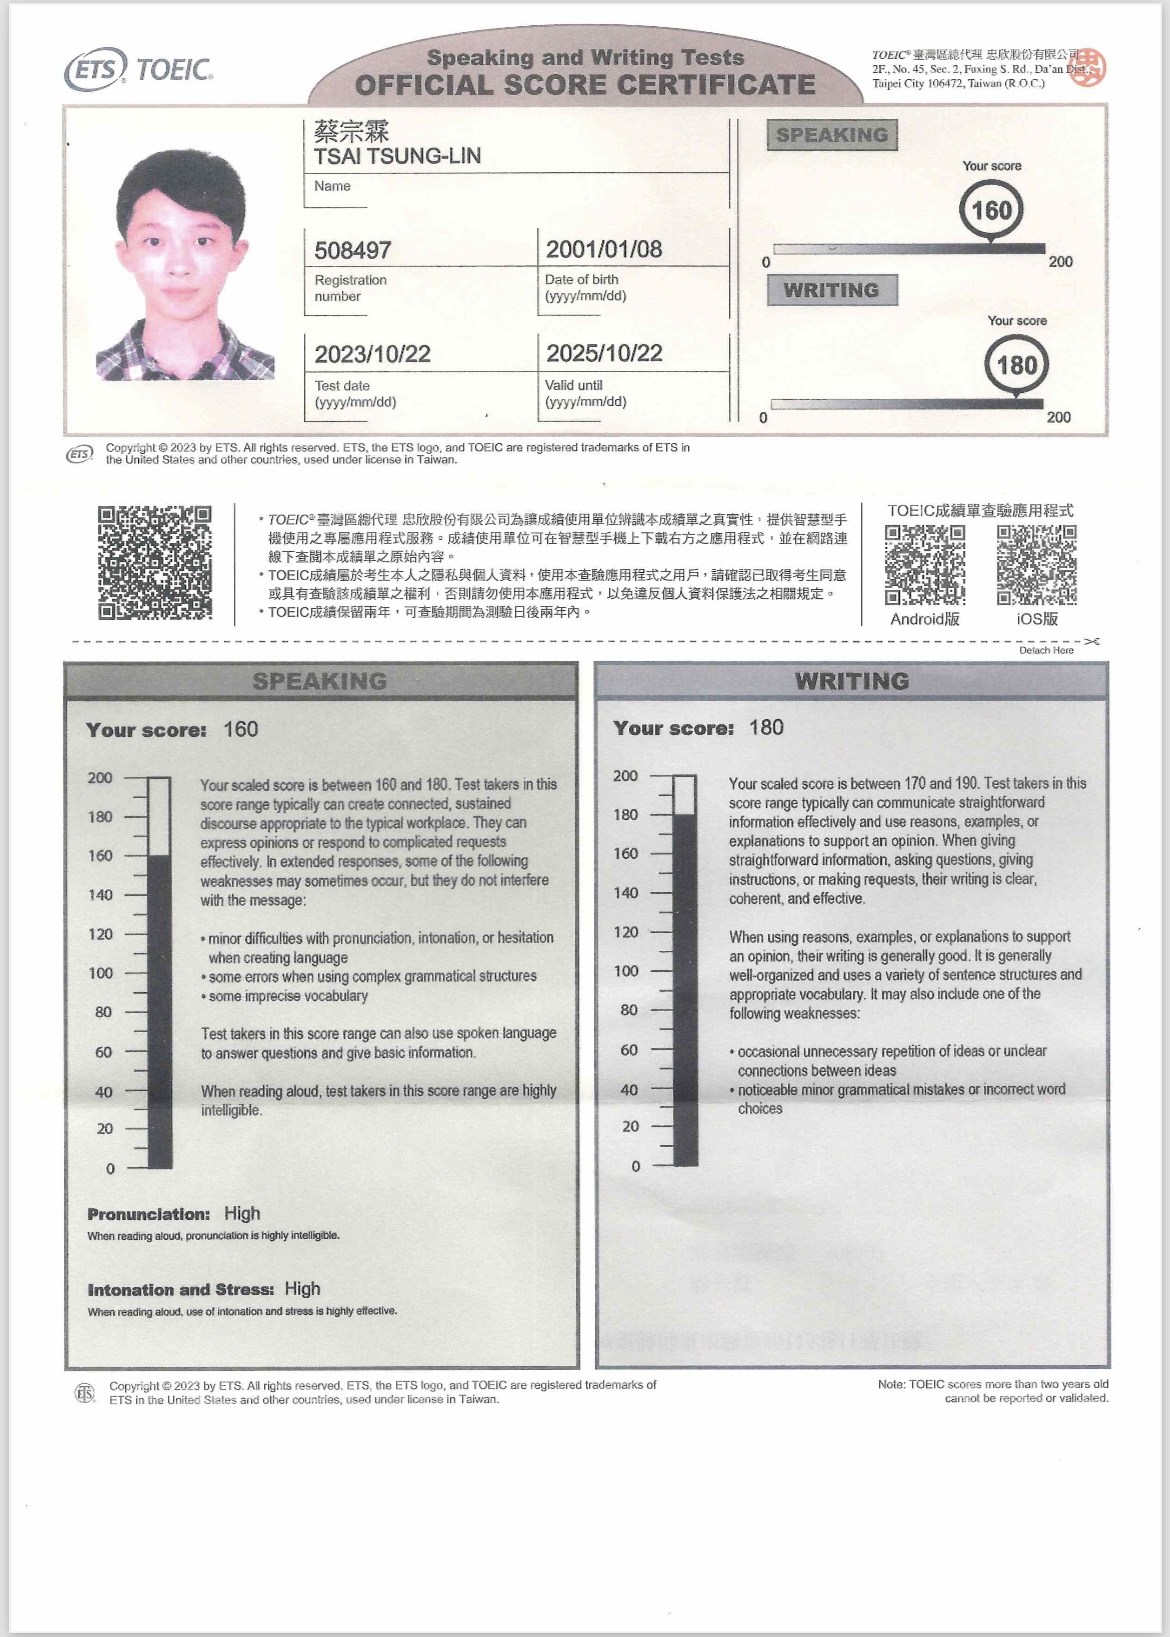 ETS® TOEIC®
Speaking and Writing Tests
OFFICIAL SCORE CERTIFICATE
TOEIC® 臺灣區總代理 忠欣股份有限公司
2F., No. 45, Sec. 2, Fuxing S. Rd., Da'an Dist.,
Taipei City 106472, Taiwan (R.O.C.)
蔡宗霖
TSAI TSUNG-LIN
Name
508497
Registration
number
2001/01/08
Date of birth
(yyyy/mm/dd)
2023/10/22
Test date
(yyyy/mm/dd)
2025/10/22
Valid until
(yyyy/mm/dd)
SPEAKING
Your score
160
0 200
WRITING
Your score
180
0 200
ETS Copyright © 2023 by ETS. All rights reserved. ETS, the ETS logo, and TOEIC are registered trademarks of ETS in
the United States and other countries, used under license in Taiwan.
• TOEIC®臺灣區總代理 忠欣股份有限公司為讓成績使用單位辨識本成績單之真實性，提供智慧型手
機使用之專屬應用程式服務。成績使用單位可在智慧型手機上下載右方之應用程式，並在網路連
線下查閱本成績單之原始內容。
• TOEIC成績屬於考生本人之隱私與個人資料，使用本查驗應用程式之用戶，請確認已取得考生同意
或具有查驗該成績單之權利，否則請勿使用本應用程式，以免違反個人資料保護法之相關規定。
• TOEIC成績保留兩年，可查驗期間為測驗日後兩年內。
TOEIC成績單查驗應用程式
Android版 iOS版
Detach Here
SPEAKING
Your score: 160
200
180
160
140
120
100
80
60
40
20
0
Your scaled score is between 160 and 180. Test takers in this
score range typically can create connected, sustained
discourse appropriate to the typical workplace. They can
express opinions or respond to complicated requests
effectively. In extended responses, some of the following
weaknesses may sometimes occur, but they do not interfere
with the message:
• minor difficulties with pronunciation, intonation, or hesitation
when creating language
• some errors when using complex grammatical structures
• some imprecise vocabulary
Test takers in this score range can also use spoken language
to answer questions and give basic information.
When reading aloud, test takers in this score range are highly
intelligible.
Pronunciation: High
When reading aloud, pronunciation is highly intelligible.
Intonation and Stress: High
When reading aloud, use of intonation and stress is highly effective.
WRITING
Your score: 180
200
180
160
140
120
100
80
60
40
20
0
Your scaled score is between 170 and 190. Test takers in this
score range typically can communicate straightforward
information effectively and use reasons, examples, or
explanations to support an opinion. When giving
straightforward information, asking questions, giving
instructions, or making requests, their writing is clear,
coherent, and effective.
When using reasons, examples, or explanations to support
an opinion, their writing is generally good. It is generally
well-organized and uses a variety of sentence structures and
appropriate vocabulary. It may also include one of the
following weaknesses:
• occasional unnecessary repetition of ideas or unclear
connections between ideas
• noticeable minor grammatical mistakes or incorrect word
choices
ETS Copyright © 2023 by ETS. All rights reserved. ETS, the ETS logo, and TOEIC are registered trademarks of
ETS in the United States and other countries, used under license in Taiwan.
Note: TOEIC scores more than two years old
cannot be reported or validated.